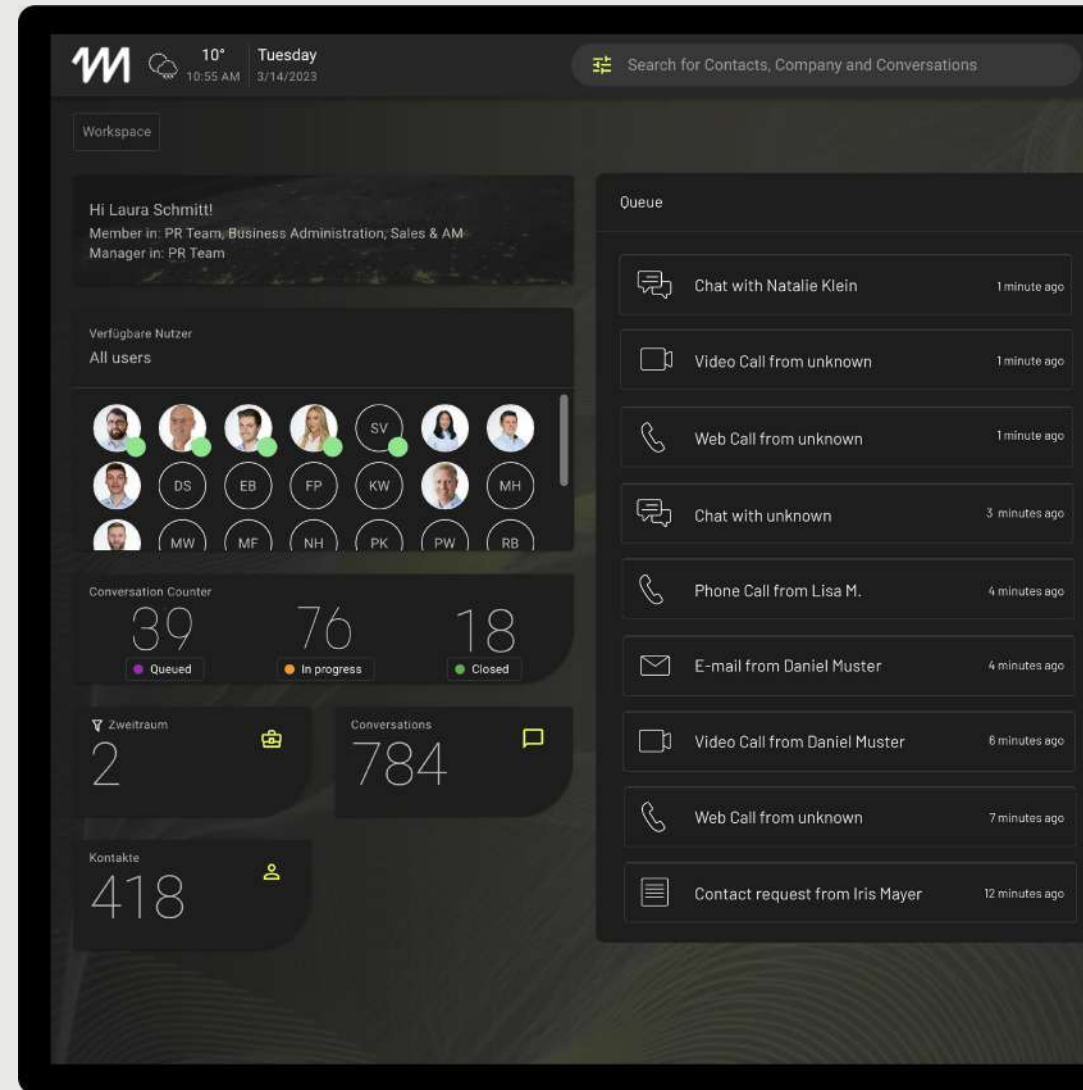 10°
10:55 AM
Tuesday
3/14/2023
Search for Contacts, Company and Conversations
Workspace
Hi Laura Schmitt!
Member in: PR Team, Business Administration, Sales & AM
Manager in: PR Team
Verfügbare Nutzer
All users
SV
DS
EB
FP
KW
MH
MW
MF
NH
PK
PW
RB
Conversation Counter
39
76
18
Queued
In progress
Closed
Zweitraum
2
Conversations
784
Kontakte
418
Queue
Chat with Natalie Klein
1 minute ago
Video Call from unknown
1 minute ago
Web Call from unknown
1 minute ago
Chat with unknown
3 minutes ago
Phone Call from Lisa M.
4 minutes ago
E-mail from Daniel Muster
4 minutes ago
Video Call from Daniel Muster
6 minutes ago
Web Call from unknown
7 minutes ago
Contact request from Iris Mayer
12 minutes ago